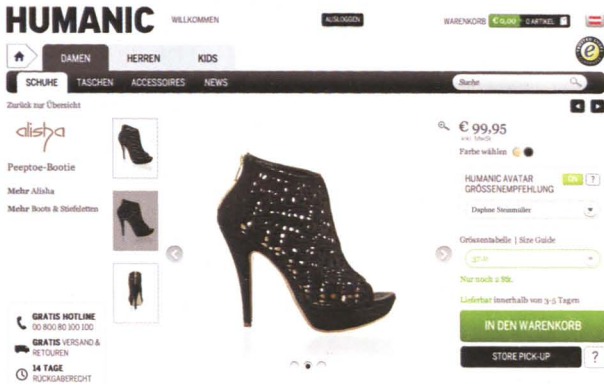 HUMANIC
WILLKOMMEN
AUSLOGGEN
WARENKORB € 0,00 0 ARTIKEL
DAMEN HERREN KIDS
SCHUHE TASCHEN ACCESSOIRES NEWS
Suche
Zurück zur Übersicht
alisha
Peeptoe-Bootie
Mehr Alisha
Mehr Boots & Stiefeletten
€ 99,95
inkl. MwSt.
Farbe wählen
HUMANIC AVATAR ON ?
GRÖSSENEMPFEHLUNG
Daphne Steinmüller
Grössentabelle | Size Guide
37.0
Nur noch 2 Stk.
Lieferbar innerhalb von 3-5 Tagen
IN DEN WARENKORB
STORE PICK-UP ?
GRATIS HOTLINE
00 800 80 100 100
GRATIS VERSAND &
RETOUREN
14 TAGE
RÜCKGABERECHT